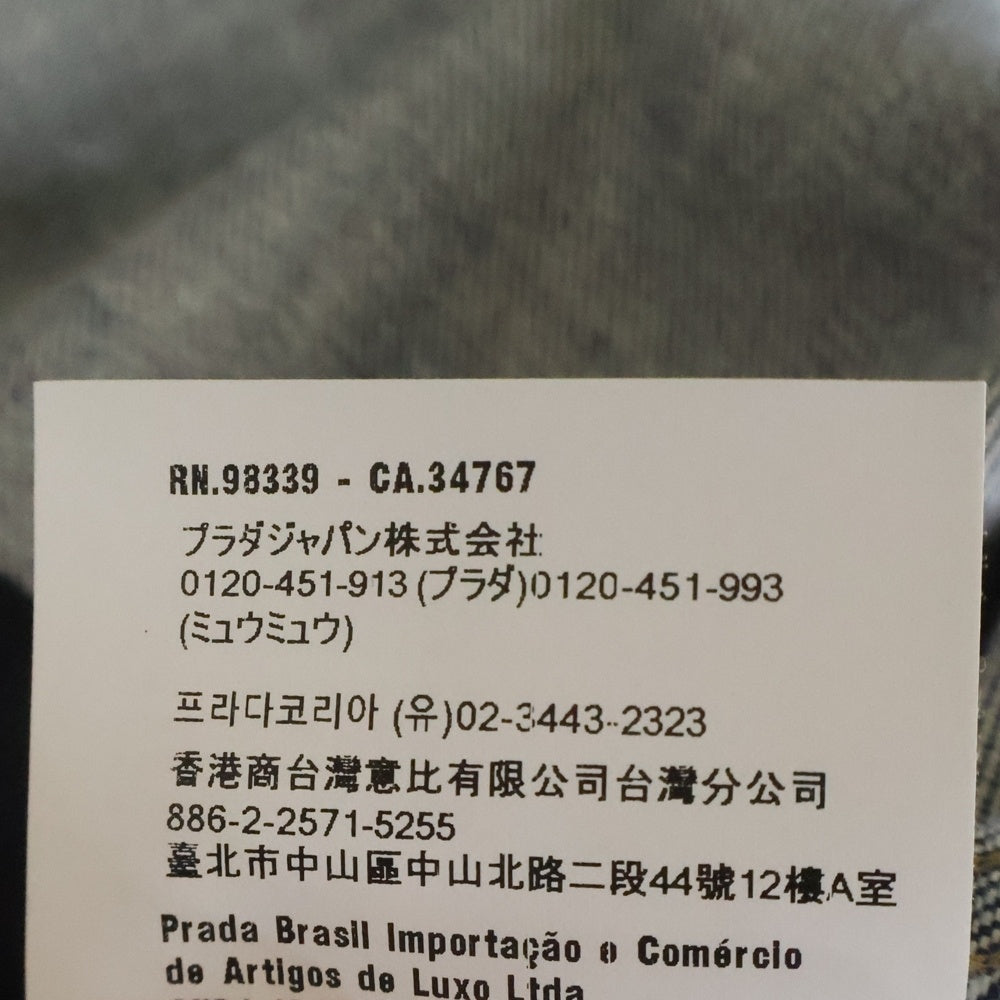 RN.98339 - CA.34767
プラダジャパン株式会社
0120-451-913 (プラダ)0120-451-993
(ミュウミュウ)
프라다코리아 (유)02-3443-2323
香港商台灣意比有限公司台灣分公司
886-2-2571-5255
臺北市中山區中山北路二段44號12樓A室
Prada Brasil Importação e Comércio
de Artigos de Luxo Ltda